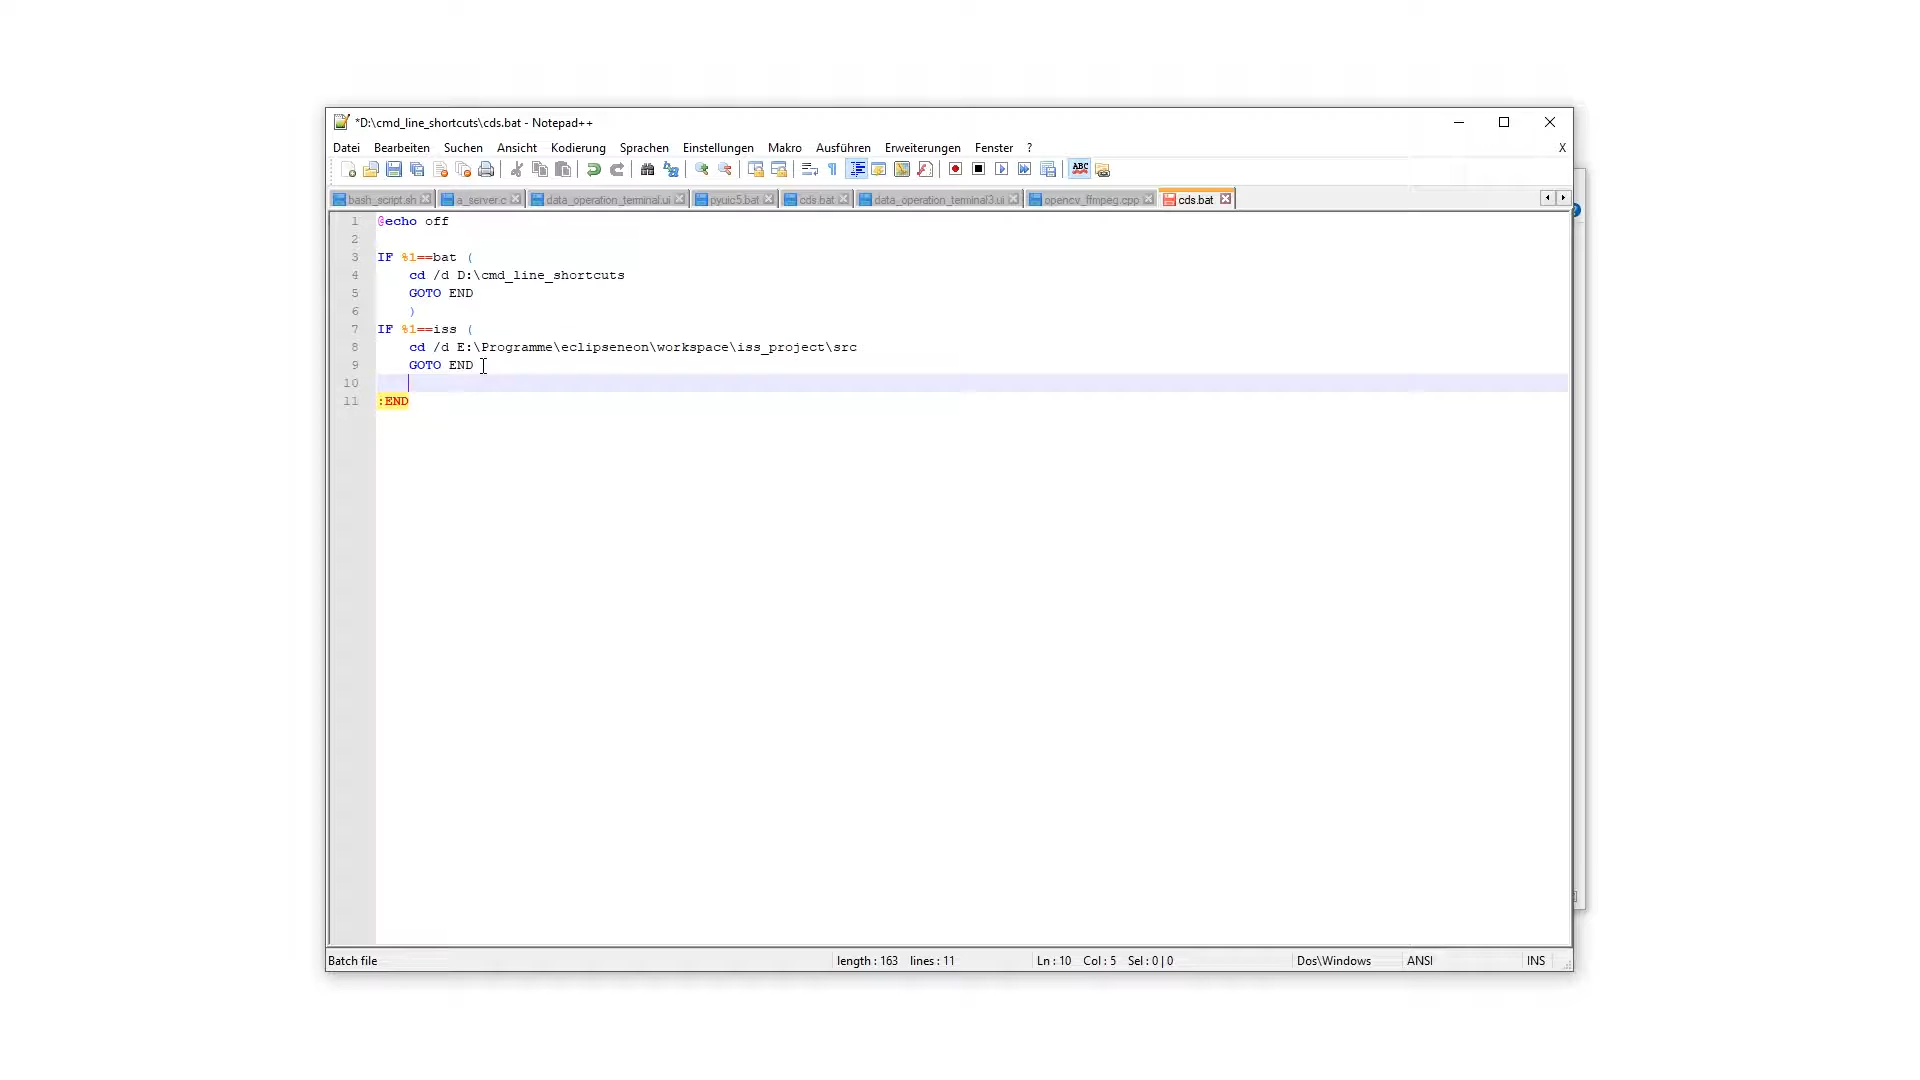 *D:\cmd_line_shortcuts\cds.bat - Notepad++
Datei Bearbeiten Suchen Ansicht Kodierung Sprachen Einstellungen Makro Ausführen Erweiterungen Fenster ? X
bash_script.sh a_server.c data_operation_terminal.ui pyuic5.bat cds.bat data_operation_terminal3.ui opencv_ffmpeg.cpp cds.bat
1 @echo off
2
3 IF %1==bat (
4 cd /d D:\cmd_line_shortcuts
5 GOTO END
6 )
7 IF %1==iss (
8 cd /d E:\Programme\eclipseneon\workspace\iss_project\src
9 GOTO END
10
11 :END
Batch file length : 163 lines : 11 Ln : 10 Col : 5 Sel : 0 | 0 Dos\Windows ANSI INS